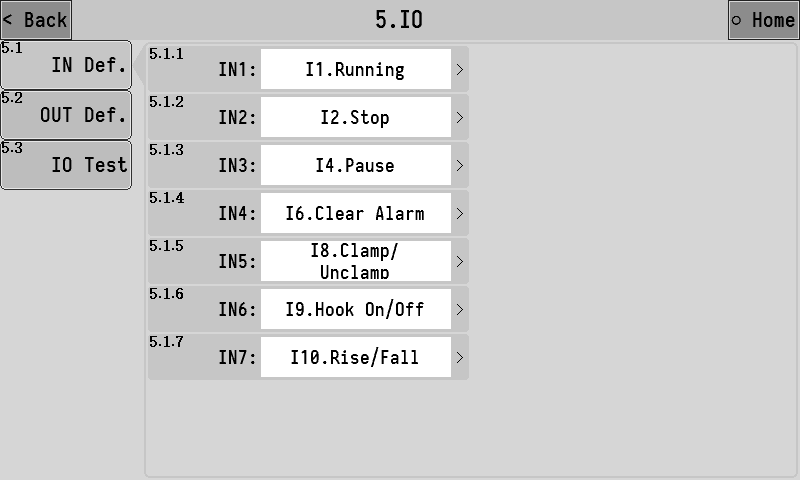 < Back
5.IO
○ Home
5.1
IN Def.
5.2
OUT Def.
5.3
IO Test
5.1.1
IN1:
I1.Running
>
5.1.2
IN2:
I2.Stop
>
5.1.3
IN3:
I4.Pause
>
5.1.4
IN4:
I6.Clear Alarm
>
5.1.5
IN5:
I8.Clamp/
Unclamp
>
5.1.6
IN6:
I9.Hook On/Off
>
5.1.7
IN7:
I10.Rise/Fall
>